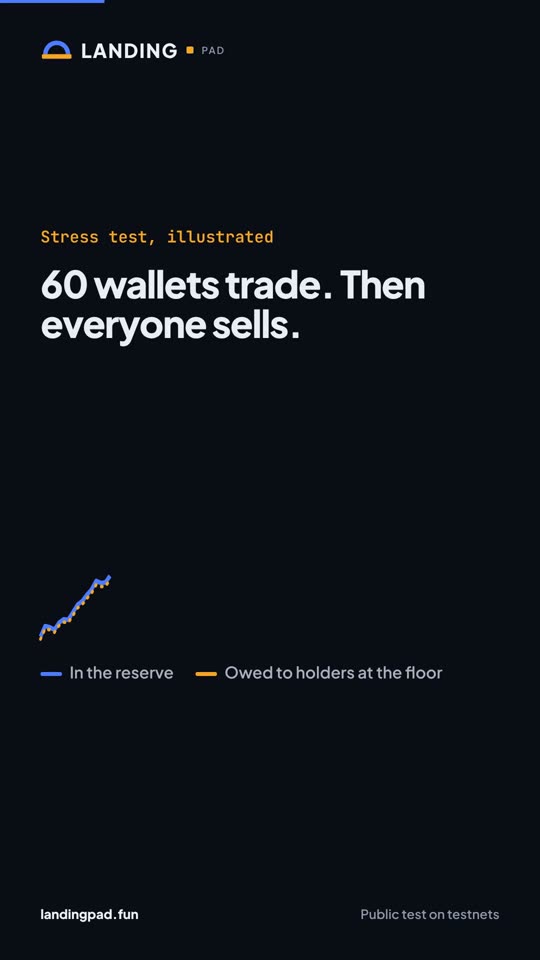 LANDING PAD
Stress test, illustrated
60 wallets trade. Then
everyone sells.
In the reserve Owed to holders at the floor
landingpad.fun Public test on testnets